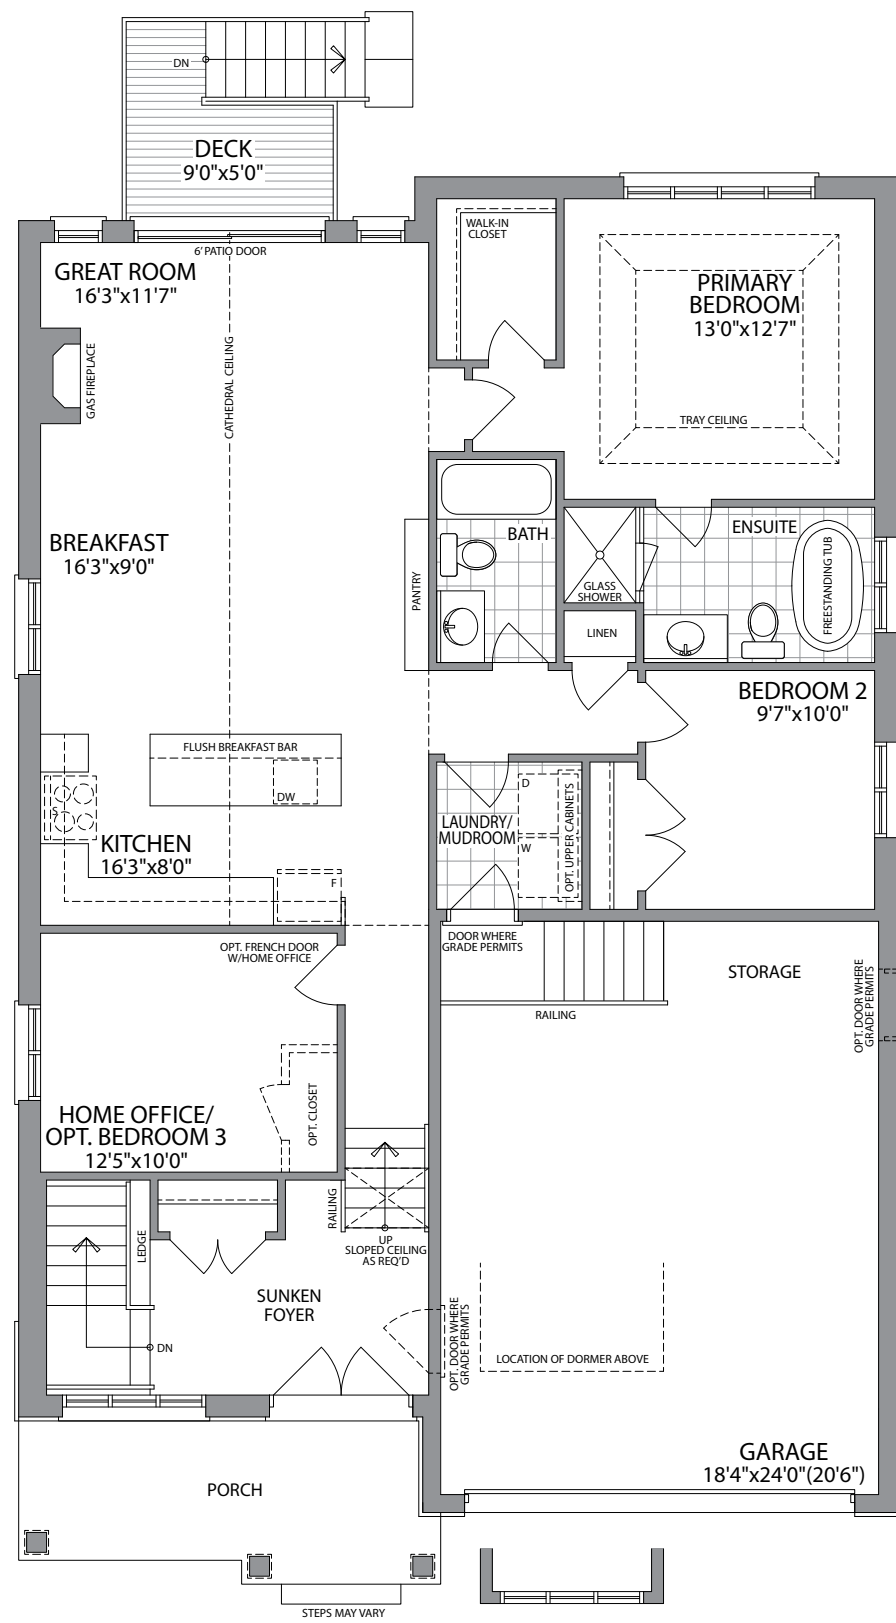 DN
DECK
9'0"x5'0"
6' PATIO DOOR
GREAT ROOM
16'3"x11'7"
WALK-IN
CLOSET
PRIMARY
BEDROOM
13'0"x12'7"
GAS FIREPLACE
CATHEDRAL CEILING
TRAY CEILING
BREAKFAST
16'3"x9'0"
PANTRY
BATH
GLASS
SHOWER
ENSUITE
FREESTANDING TUB
LINEN
BEDROOM 2
9'7"x10'0"
FLUSH BREAKFAST BAR
DW
S
KITCHEN
16'3"x8'0"
F
LAUNDRY/
MUDROOM
D
W
OPT. UPPER CABINETS
OPT. FRENCH DOOR
W/HOME OFFICE
DOOR WHERE
GRADE PERMITS
RAILING
STORAGE
OPT. DOOR WHERE
GRADE PERMITS
HOME OFFICE/
OPT. BEDROOM 3
12'5"x10'0"
OPT. CLOSET
LEDGE
RAILING
UP
SLOPED CEILING
AS REQ'D
SUNKEN
FOYER
DN
OPT. DOOR WHERE
GRADE PERMITS
LOCATION OF DORMER ABOVE
GARAGE
18'4"x24'0"(20'6")
PORCH
STEPS MAY VARY